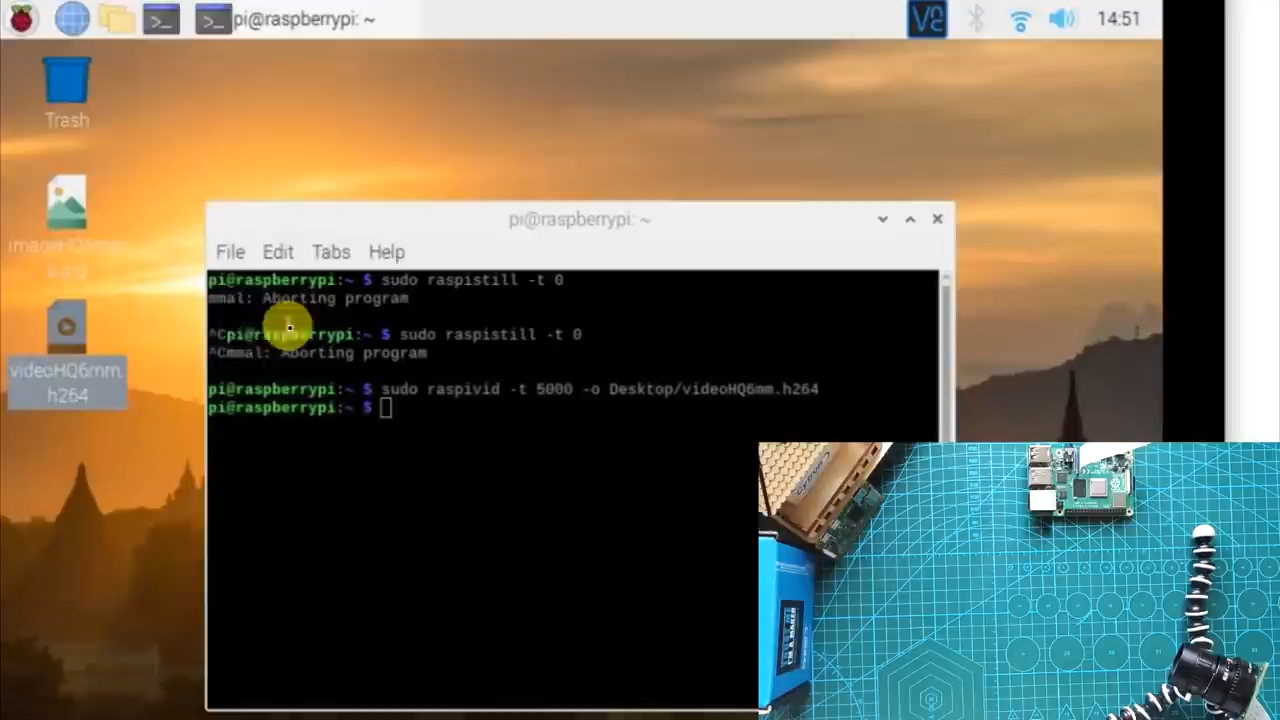 pi@raspberrypi: ~
14:51
Trash
videoHQ6mm.
h264
pi@raspberrypi: ~
File Edit Tabs Help
pi@raspberrypi:~ $ sudo raspistill -t 0
mmal: Aborting program
^Cpi@raspberrypi:~ $ sudo raspistill -t 0
^Cmmal: Aborting program
pi@raspberrypi:~ $ sudo raspivid -t 5000 -o Desktop/videoHQ6mm.h264
pi@raspberrypi:~ $